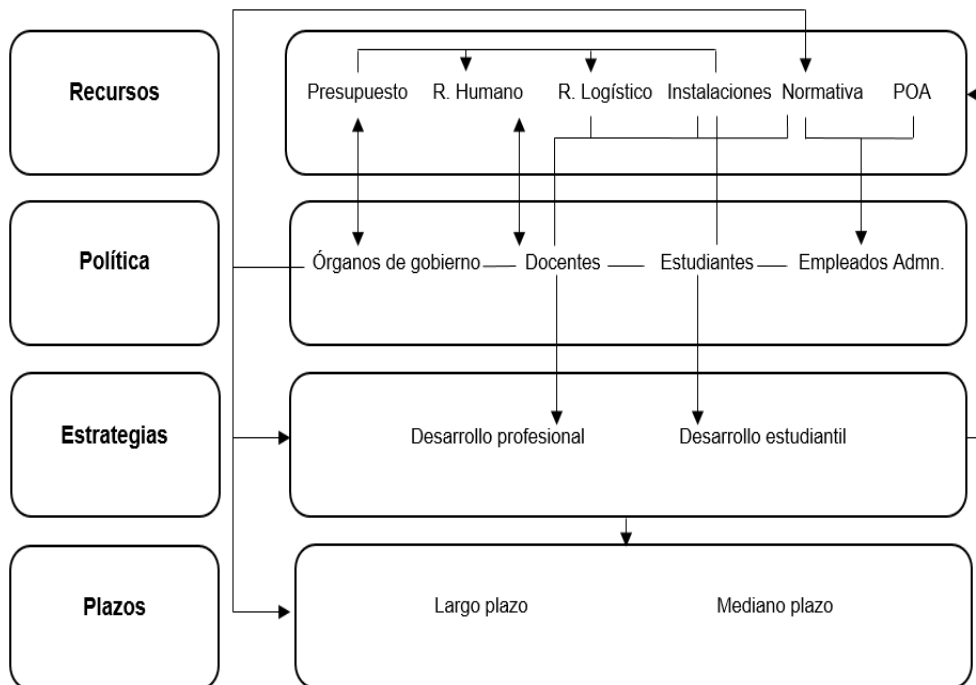 Recursos
Presupuesto R. Humano R. Logístico Instalaciones Normativa POA
Política
Órganos de gobierno Docentes Estudiantes Empleados Admn.
Estrategias
Desarrollo profesional Desarrollo estudiantil
Plazos
Largo plazo Mediano plazo